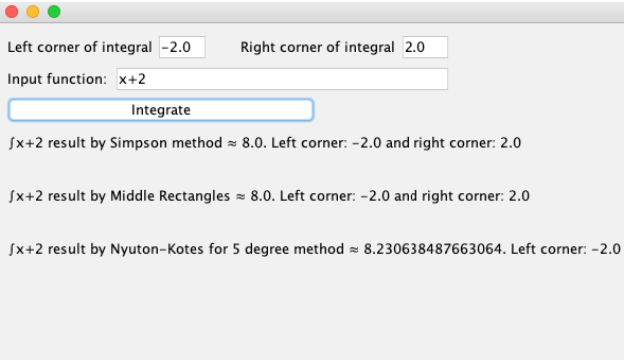 Left corner of integral -2.0 Right corner of integral 2.0
Input function: x+2
Integrate
∫x+2 result by Simpson method ≈ 8.0. Left corner: -2.0 and right corner: 2.0
∫x+2 result by Middle Rectangles ≈ 8.0. Left corner: -2.0 and right corner: 2.0
∫x+2 result by Nyuton-Kotes for 5 degree method ≈ 8.230638487663064. Left corner: -2.0